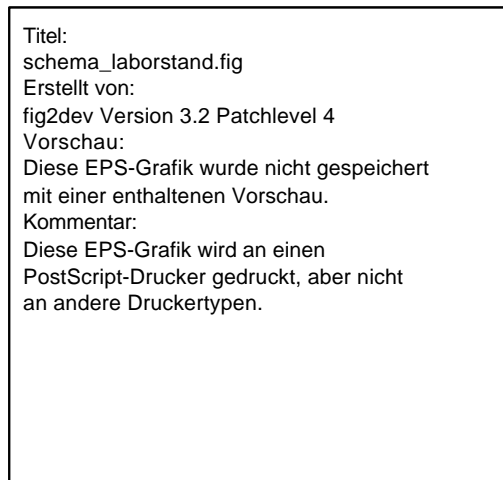 Titel:
schema_laborstand.fig
Erstellt von:
fig2dev Version 3.2 Patchlevel 4
Vorschau:
Diese EPS-Grafik wurde nicht gespeichert
mit einer enthaltenen Vorschau.
Kommentar:
Diese EPS-Grafik wird an einen
PostScript-Drucker gedruckt, aber nicht
an andere Druckertypen.